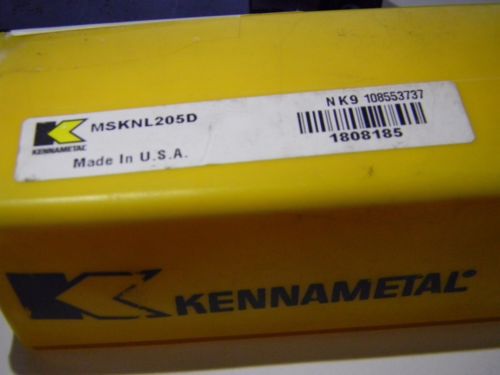 MSKNL205D
KENNAMETAL
Made In U.S.A.
NK9 108553737
1808185
KENNAMETAL®